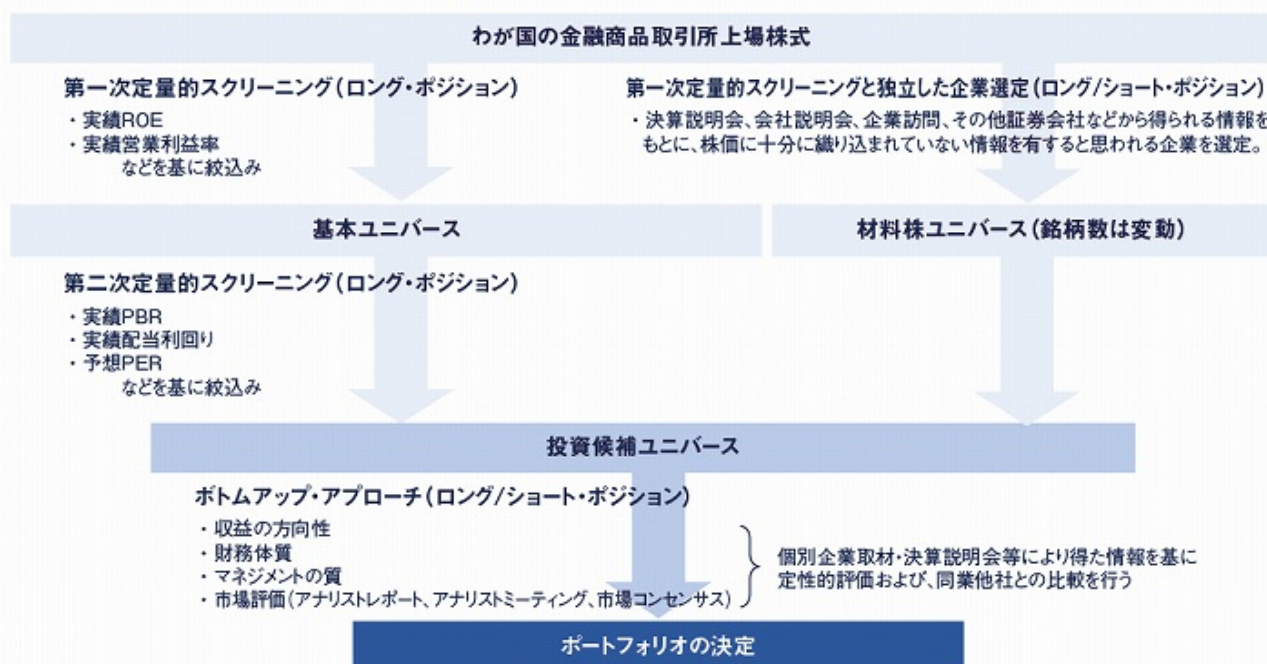 わが国の金融商品取引所上場株式
第一次定量的スクリーニング(ロング・ポジション)
・実績ROE
・実績営業利益率
などを基に絞込み
第一次定量的スクリーニングと独立した企業選定(ロング/ショート・ポジション)
・決算説明会、会社説明会、企業訪問、その他証券会社などから得られる情報を
もとに、株価に十分に織り込まれていない情報を有すると思われる企業を選定。
基本ユニバース
材料株ユニバース(銘柄数は変動)
第二次定量的スクリーニング(ロング・ポジション)
・実績PBR
・実績配当利回り
・予想PER
などを基に絞込み
投資候補ユニバース
ボトムアップ・アプローチ(ロング/ショート・ポジション)
・収益の方向性
・財務体質
・マネジメントの質
・市場評価(アナリストレポート、アナリストミーティング、市場コンセンサス)
個別企業取材・決算説明会等により得た情報を基に
定性的評価および、同業他社との比較を行う
ポートフォリオの決定